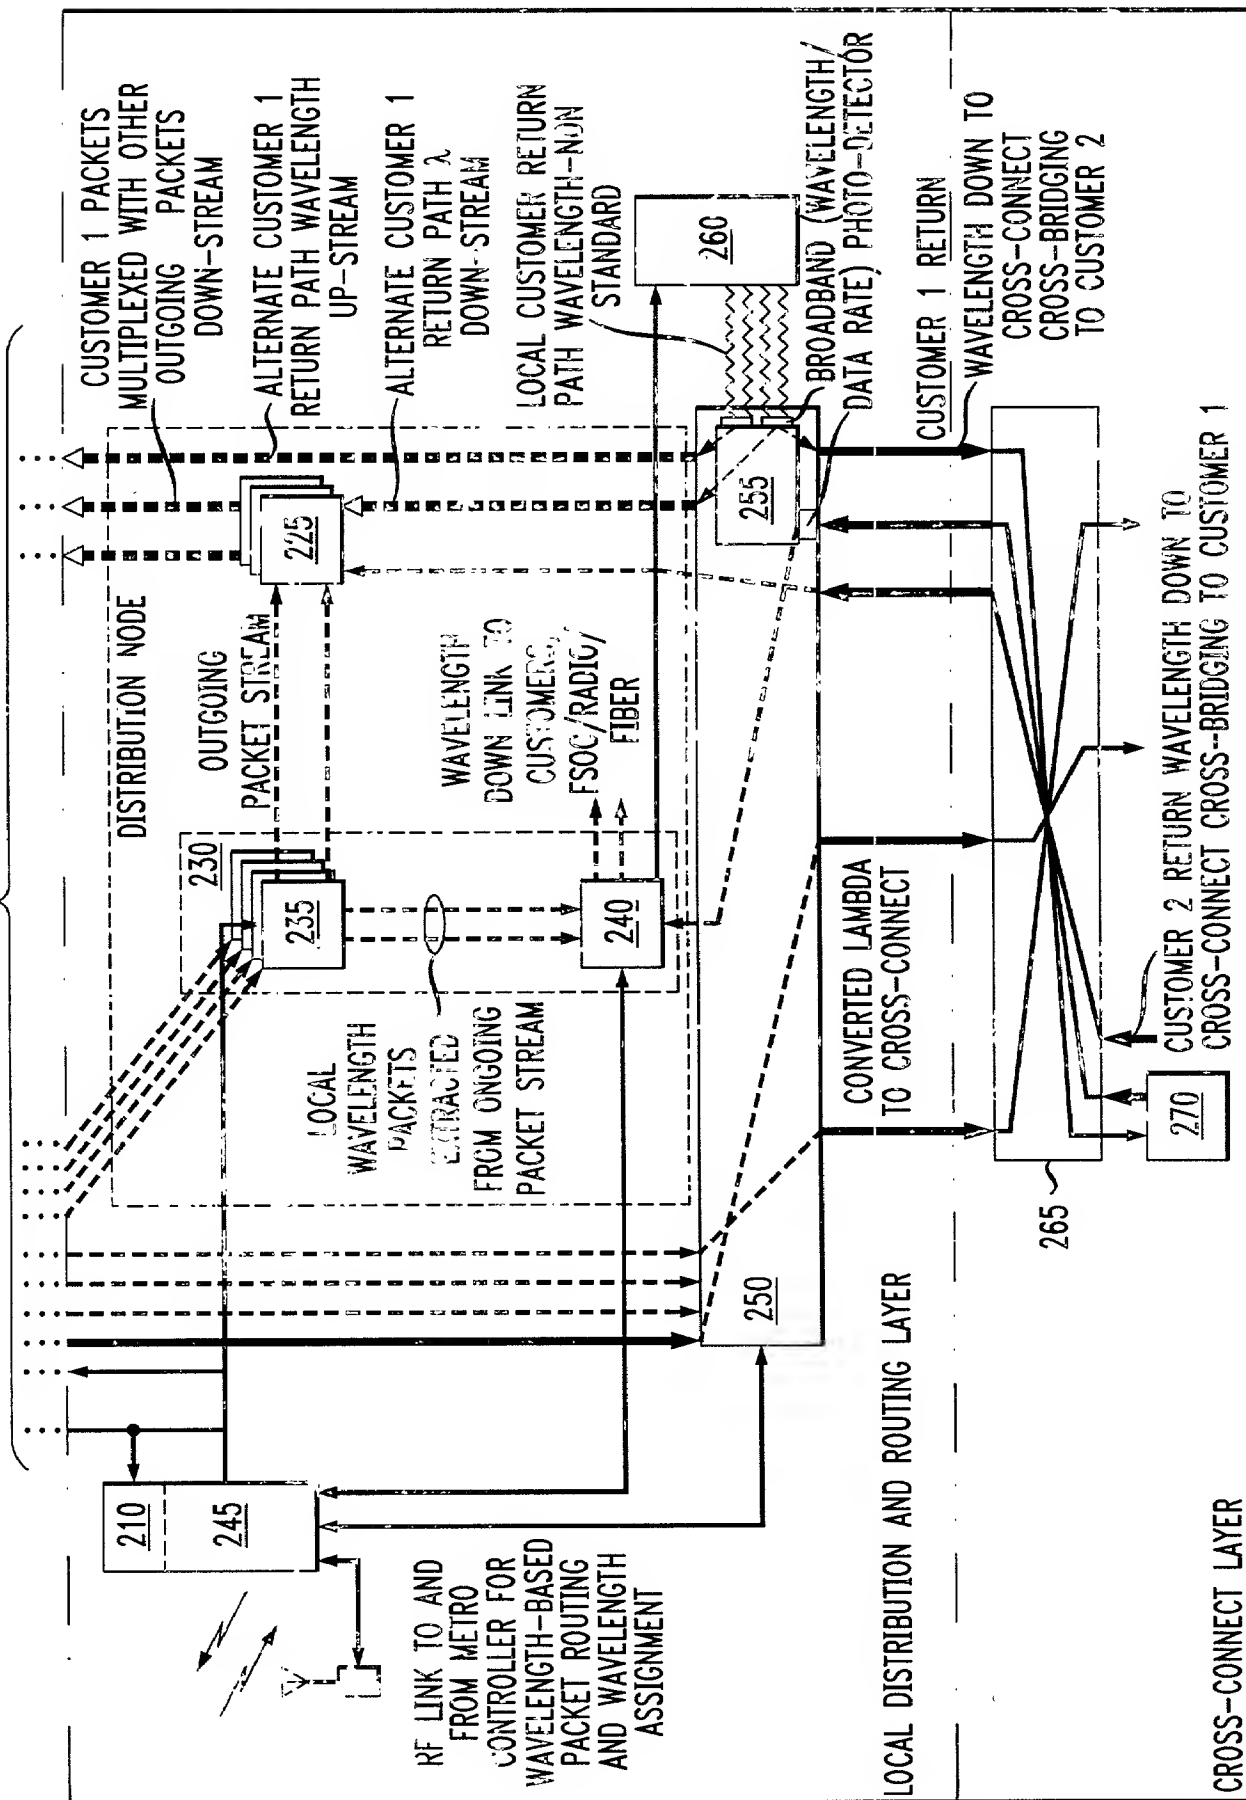 CUSTOMER 1 PACKETS
MULTIPLEXED WITH OTHER
OUTGOING PACKETS
DOWN-STREAM
ALTERNATE CUSTOMER 1
RETURN PATH WAVELENGTH
UP-STREAM
ALTERNATE CUSTOMER 1
RETURN PATH λ
DOWN-STREAM
LOCAL CUSTOMER RETURN
PATH WAVELENGTH-NON
STANDARD
260
BROADBAND (WAVELENGTH/
DATA RATE) PHOTO-DETECTOR
CUSTOMER 1 RETURN
WAVELENGTH DOWN TO
CROSS-CONNECT
CROSS-BRIDGING
TO CUSTOMER 2
DISTRIBUTION NODE
225
255
OUTGOING
PACKET STREAM
WAVELENGTH
DOWN LINK TO
CUSTOMERS,
FSOC/RADIO/
FIBER
230
235
240
LOCAL
WAVELENGTH
PACKETS
EXTRACTED
FROM ONGOING
PACKET STREAM
CONVERTED LAMBDA
TO CROSS-CONNECT
CUSTOMER 2 RETURN WAVELENGTH DOWN TO
CROSS-CONNECT CROSS-BRIDGING TO CUSTOMER 1
250
265
270
210
245
RF LINK TO AND
FROM METRO
CONTROLLER FOR
WAVELENGTH-BASED
PACKET ROUTING
AND WAVELENGTH
ASSIGNMENT
LOCAL DISTRIBUTION AND ROUTING LAYER
CROSS-CONNECT LAYER